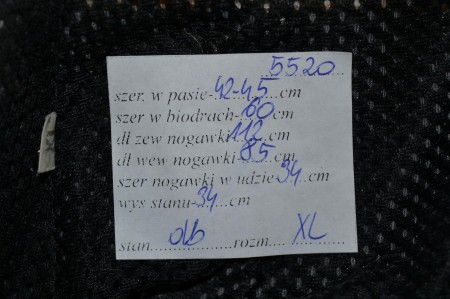 5520
szer. w pasie-42-45...cm
szer w biodrach-60.cm
dł zew nogawki 112.cm
dł wew nogawki-85.cm
szer nogawki w udzie 34..cm
wys stanu-34....cm
stan......db............rozm....XL............